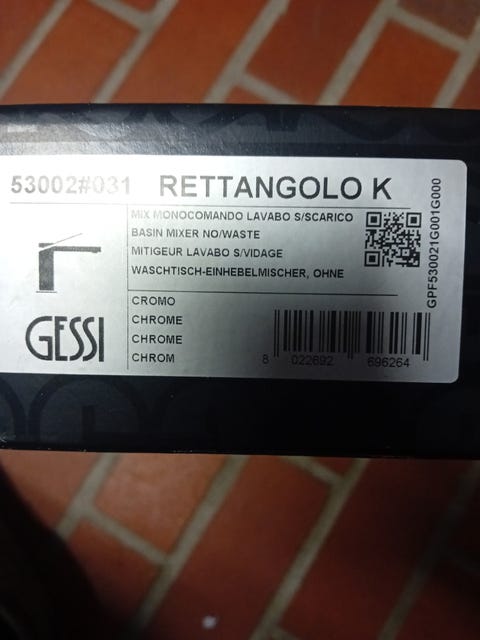 53002#031 RETTANGOLO K
MIX MONOCOMANDO LAVABO S/SCARICO
BASIN MIXER NO/WASTE
MITIGEUR LAVABO S/VIDAGE
WASCHTISCH-EINHEBELMISCHER, OHNE
GESSI
CROMO
CHROME
CHROME
CHROM
8 022692 696264
GPF530021G001G000